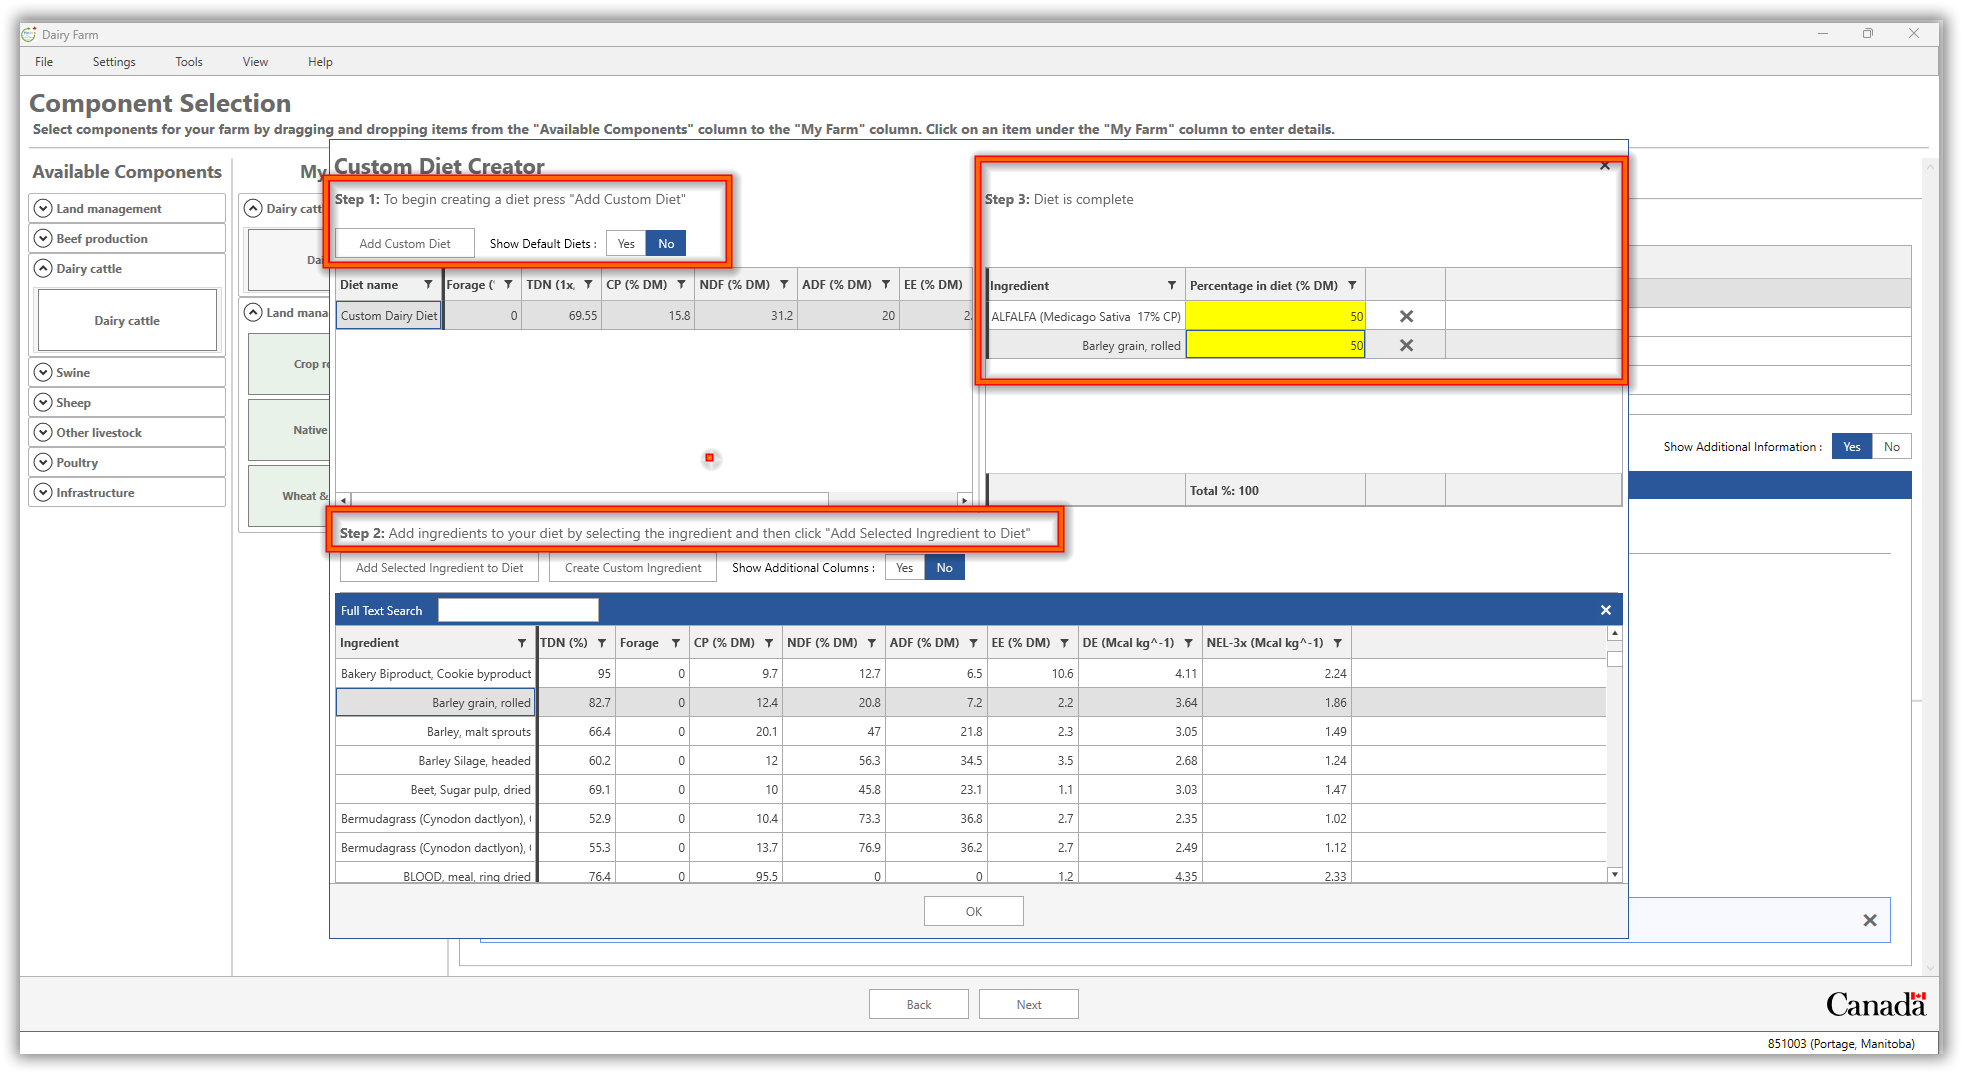 Dairy Farm
File Settings Tools View Help
Component Selection
Select components for your farm by dragging and dropping items from the "Available Components" column to the "My Farm" column. Click on an item under the "My Farm" column to enter details.
Available Components
Land management
Beef production
Dairy cattle
Dairy cattle
Swine
Sheep
Other livestock
Poultry
Infrastructure
My
Dairy catt
Dai
Land mana
Crop ro
Native
Wheat &
Custom Diet Creator
Step 1: To begin creating a diet press "Add Custom Diet"
Add Custom Diet Show Default Diets : Yes No
Diet name Forage (' TDN (1x, CP (% DM) NDF (% DM) ADF (% DM) EE (% DM)
Custom Dairy Diet 0 69.55 15.8 31.2 20 2.
Step 3: Diet is complete
Ingredient Percentage in diet (% DM)
ALFALFA (Medicago Sativa 17% CP) 50
Barley grain, rolled 50
Total %: 100
Step 2: Add ingredients to your diet by selecting the ingredient and then click "Add Selected Ingredient to Diet"
Add Selected Ingredient to Diet Create Custom Ingredient Show Additional Columns : Yes No
Full Text Search
Ingredient TDN (%) Forage CP (% DM) NDF (% DM) ADF (% DM) EE (% DM) DE (Mcal kg^-1) NEL-3x (Mcal kg^-1)
Bakery Biproduct, Cookie byproduct 95 0 9.7 12.7 6.5 10.6 4.11 2.24
Barley grain, rolled 82.7 0 12.4 20.8 7.2 2.2 3.64 1.86
Barley, malt sprouts 66.4 0 20.1 47 21.8 2.3 3.05 1.49
Barley Silage, headed 60.2 0 12 56.3 34.5 3.5 2.68 1.24
Beet, Sugar pulp, dried 69.1 0 10 45.8 23.1 1.1 3.03 1.47
Bermudagrass (Cynodon dactlyon), 52.9 0 10.4 73.3 36.8 2.7 2.35 1.02
Bermudagrass (Cynodon dactlyon), 55.3 0 13.7 76.9 36.2 2.7 2.49 1.12
BLOOD, meal, ring dried 76.4 0 95.5 0 0 1.2 4.35 2.33
OK
Show Additional Information : Yes No
Back Next
Canada
851003 (Portage, Manitoba)